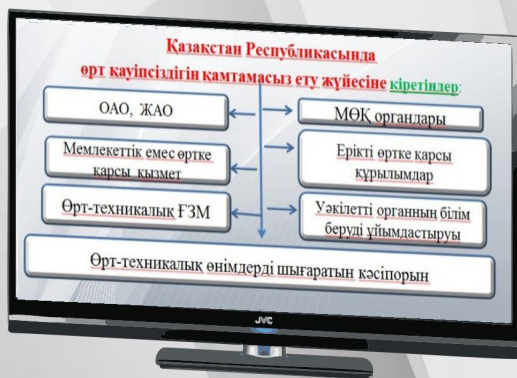 Қазақстан Республикасында
өрт қауіпсіздігін қамтамасыз ету жүйесіне кіретіндер:
ОАО, ЖАО
МӨҚ органдары
Мемлекеттік емес өртке
қарсы қызмет
Ерікті өртке қарсы
құрылымдар
Өрт-техникалық ҒЗМ
Уәкілетті органның білім
беруді ұйымдастыруы
Өрт-техникалық өнімдерді шығаратын кәсіпорын
JVC